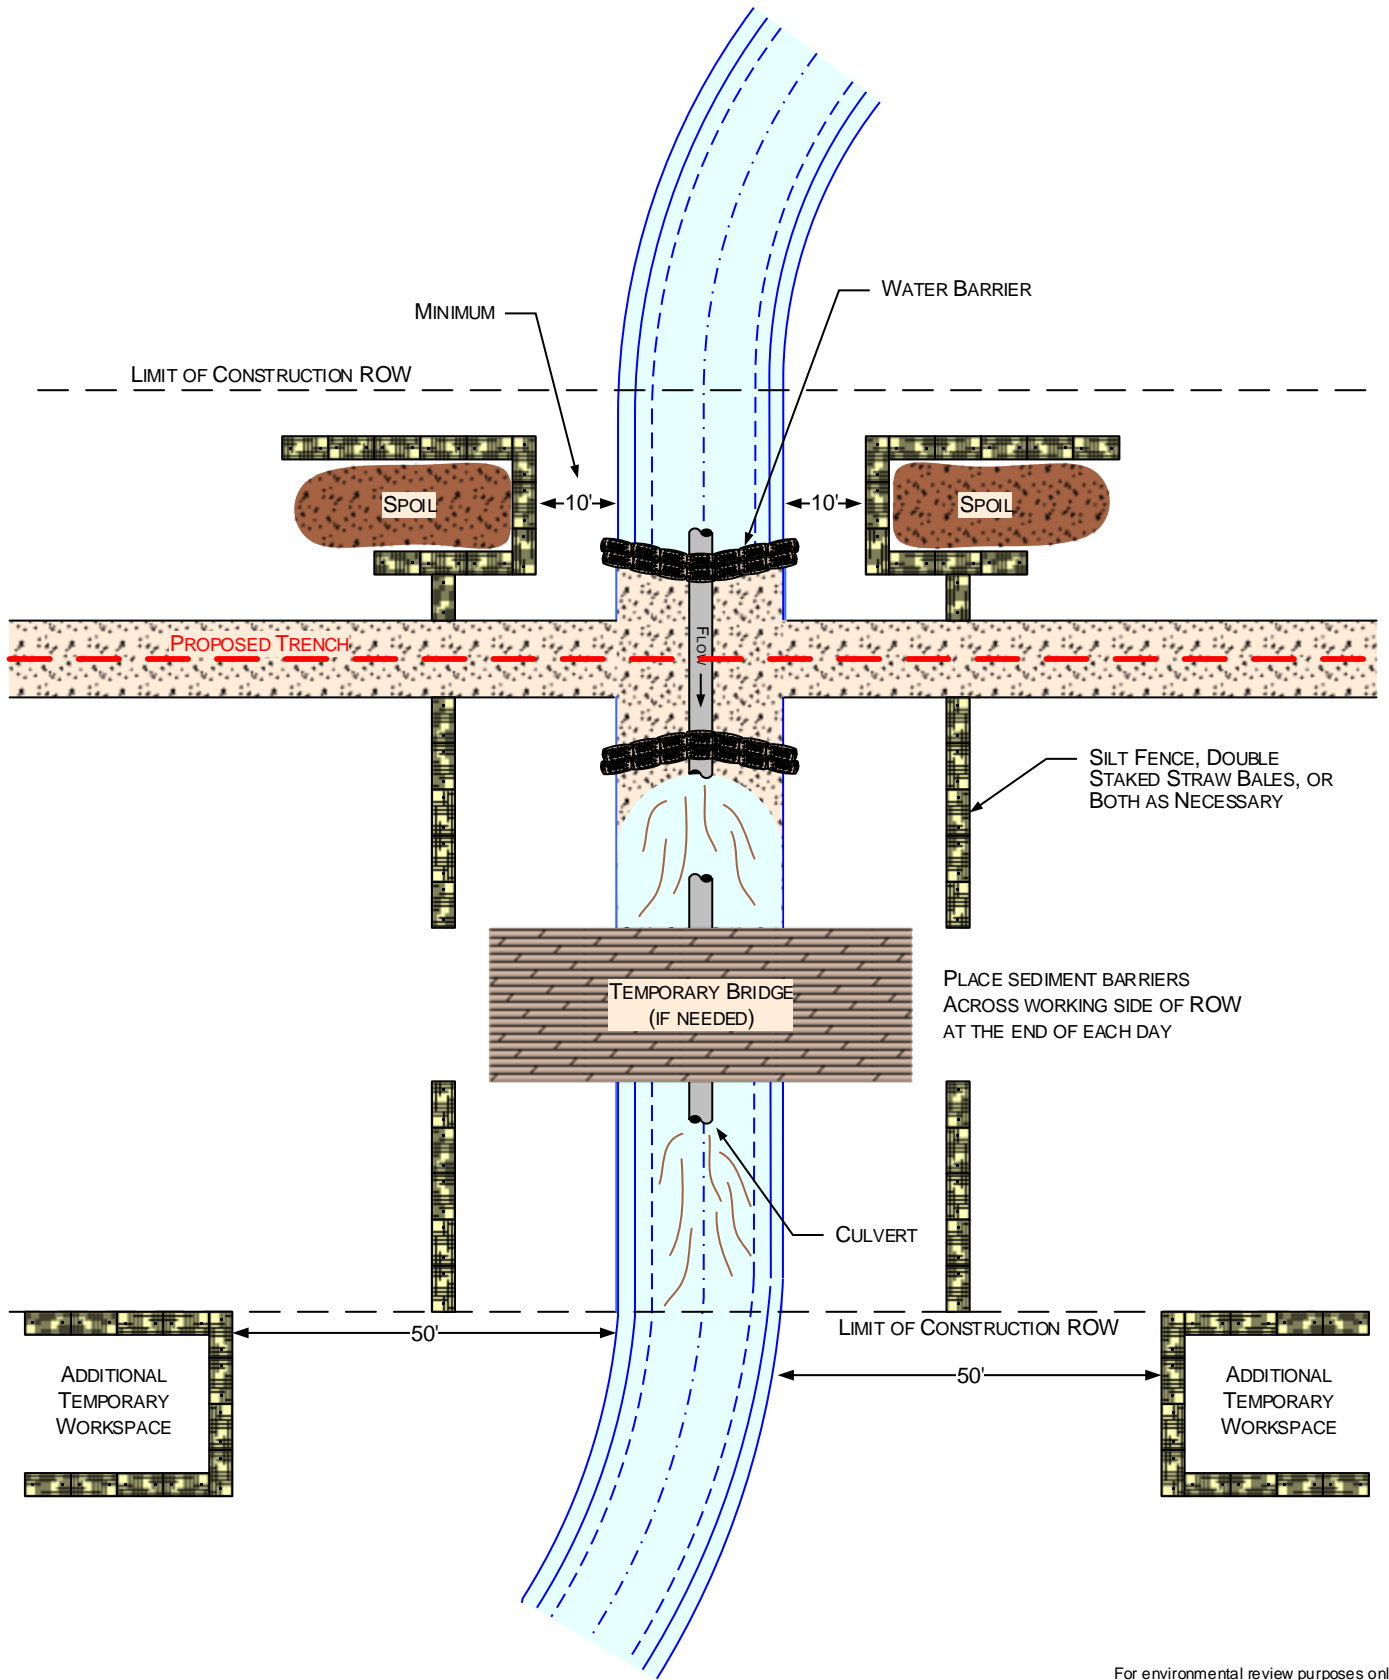 WATER BARRIER
MINIMUM
LIMIT OF CONSTRUCTION ROW
SPOIL
10'
10'
SPOIL
PROPOSED TRENCH
FLOW
SILT FENCE, DOUBLE
STAKED STRAW BALES, OR
BOTH AS NECESSARY
TEMPORARY BRIDGE
(IF NEEDED)
PLACE SEDIMENT BARRIERS
ACROSS WORKING SIDE OF ROW
AT THE END OF EACH DAY
CULVERT
50'
LIMIT OF CONSTRUCTION ROW
50'
ADDITIONAL
TEMPORARY
WORKSPACE
ADDITIONAL
TEMPORARY
WORKSPACE
For environmental review purposes onl